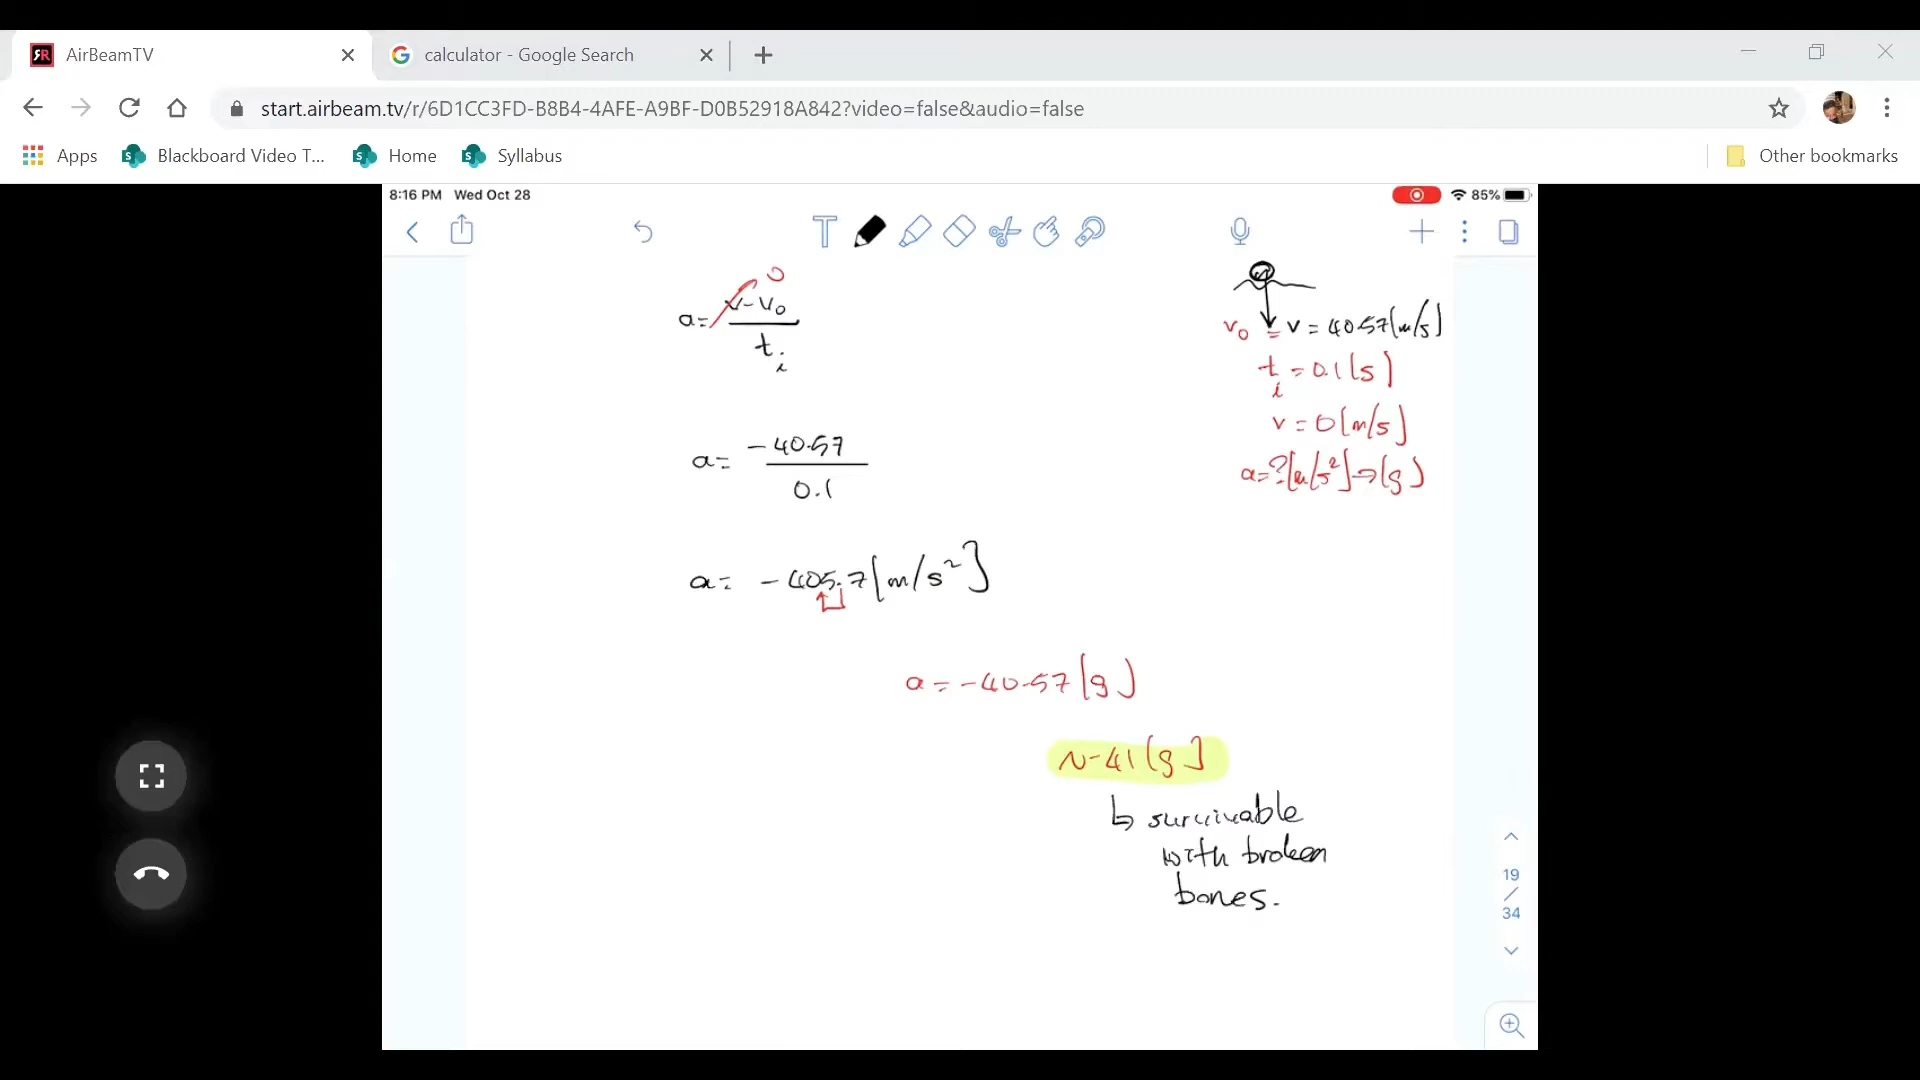 AirBeamTV
calculator - Google Search
start.airbeam.tv/r/6D1CC3FD-B8B4-4AFE-A9BF-D0B52918A842?video=false&audio=false
Apps
Blackboard Video T...
Home
Syllabus
Other bookmarks
8:16 PM Wed Oct 28
85%
T
0
a = v - v₀
tᵢ
v₀ = v = 40.57 [m/s]
tᵢ = 0.1 [s]
v = 0 [m/s]
a = ? [m/s²] → [g]
a = -40.57
0.1
a = -405.7 [m/s²]
a = -40.57 [g]
~ -41 [g]
↳ survivable
with broken
bones.
19
/
34